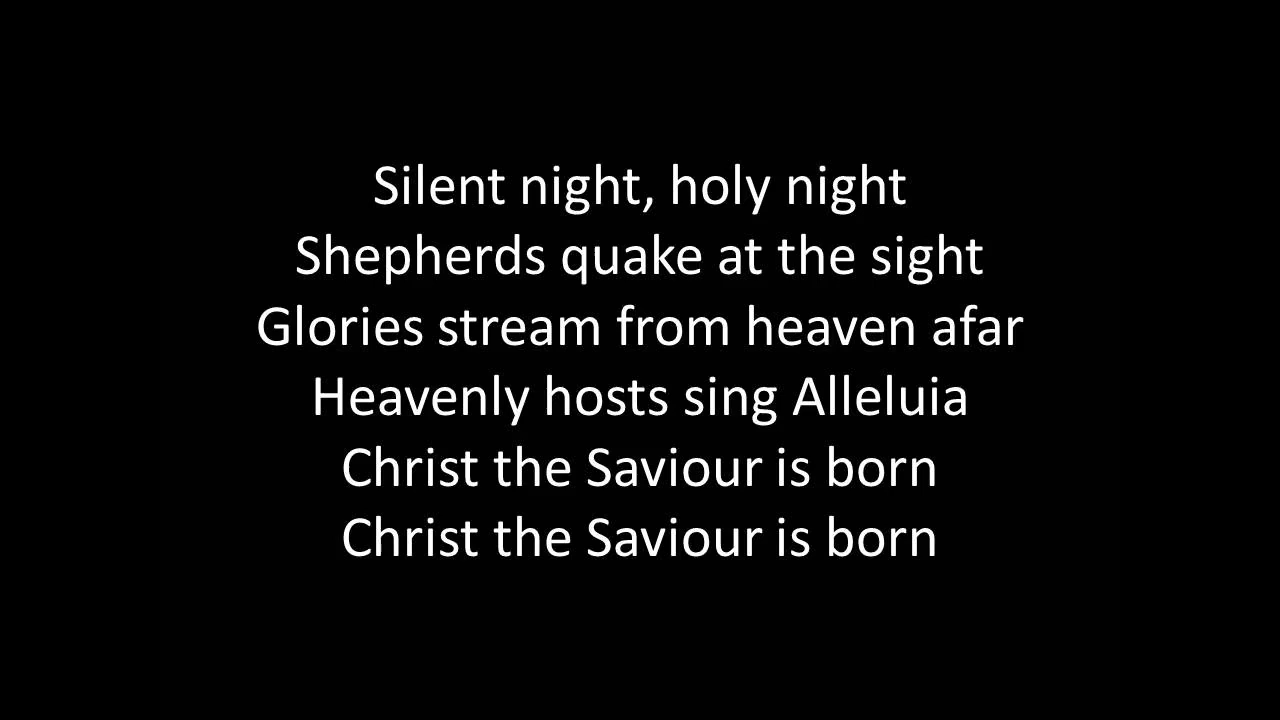 Silent night, holy night
Shepherds quake at the sight
Glories stream from heaven afar
Heavenly hosts sing Alleluia
Christ the Saviour is born
Christ the Saviour is born